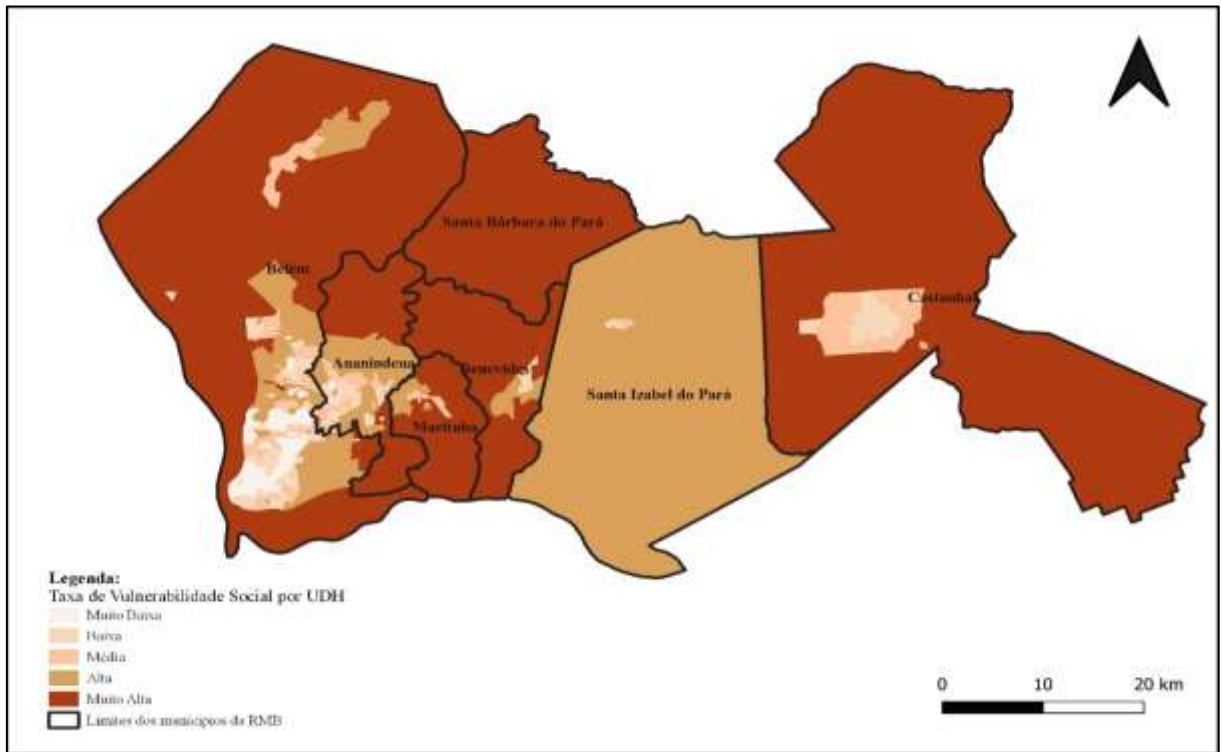 Santa Bárbara do Pará
Belém
Castanhal
Ananindeua
Benevides
Santa Izabel do Pará
Marituba
Legenda:
Taxa de Vulnerabilidade Social por UDH
Muito Baixa
Baixa
Média
Alta
Muito Alta
Limites dos municípios da RMB
0 10 20 km